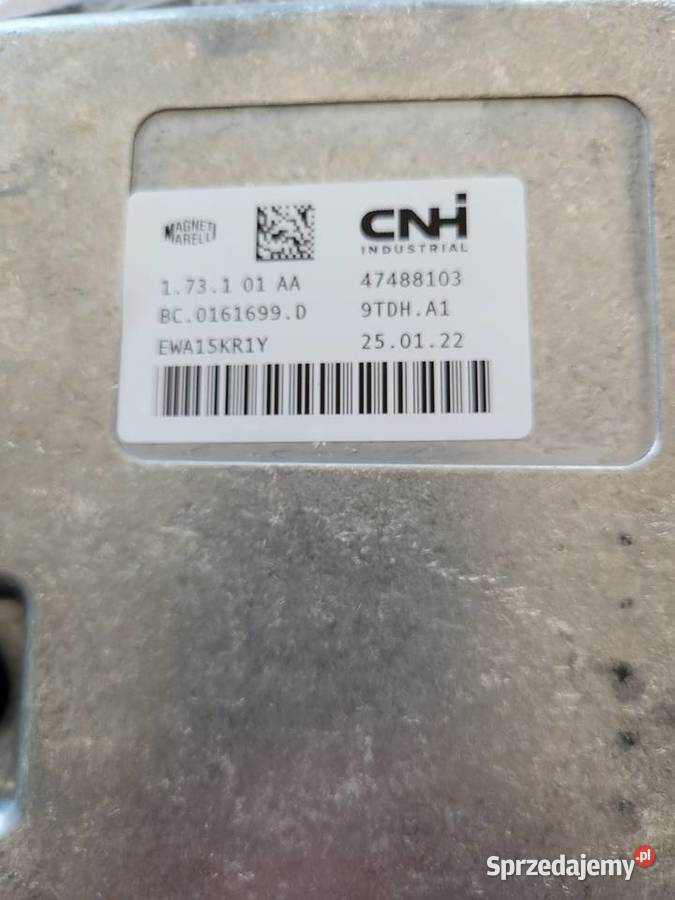 MAGNETI
MARELLI
CNH
INDUSTRIAL
1.73.1 01 AA
47488103
BC.0161699.D
9TDH.A1
EWA15KR1Y
25.01.22
Sprzedajemy.pl